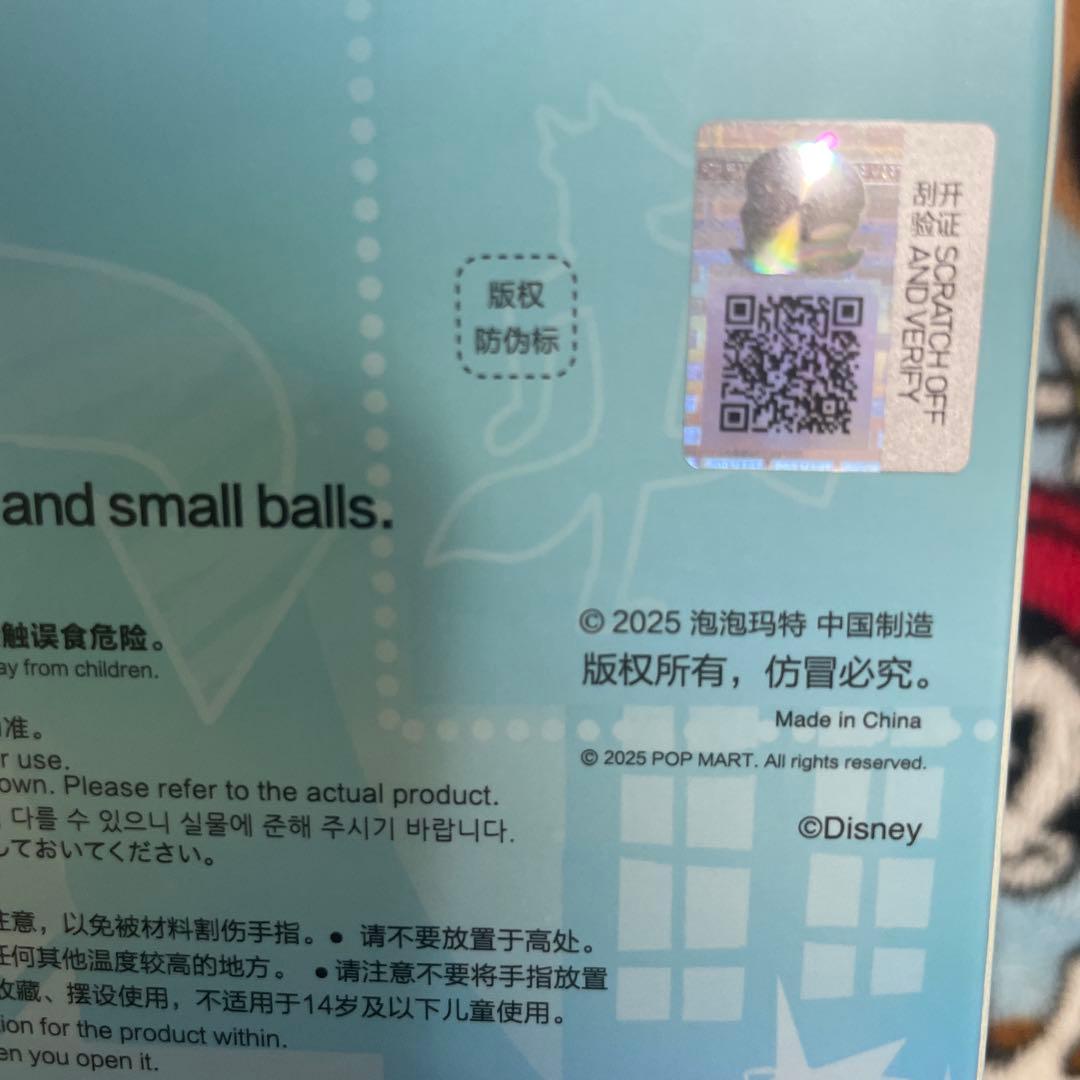 版权
防伪标
刮开
验证
SCRATCH OFF
AND VERIFY
and small balls.
触误食危险。
ay from children.
准。
r use.
own. Please refer to the actual product.
다를 수 있으니 실물에 준해 주시기 바랍니다.
しておいてください。
© 2025 泡泡玛特 中国制造
版权所有，仿冒必究。
Made in China
© 2025 POP MART. All rights reserved.
©Disney
注意，以免被材料割伤手指。● 请不要放置于高处。
任何其他温度较高的地方。 ●请注意不要将手指放置
收藏、摆设使用，不适用于14岁及以下儿童使用。
ion for the product within.
en you open it.